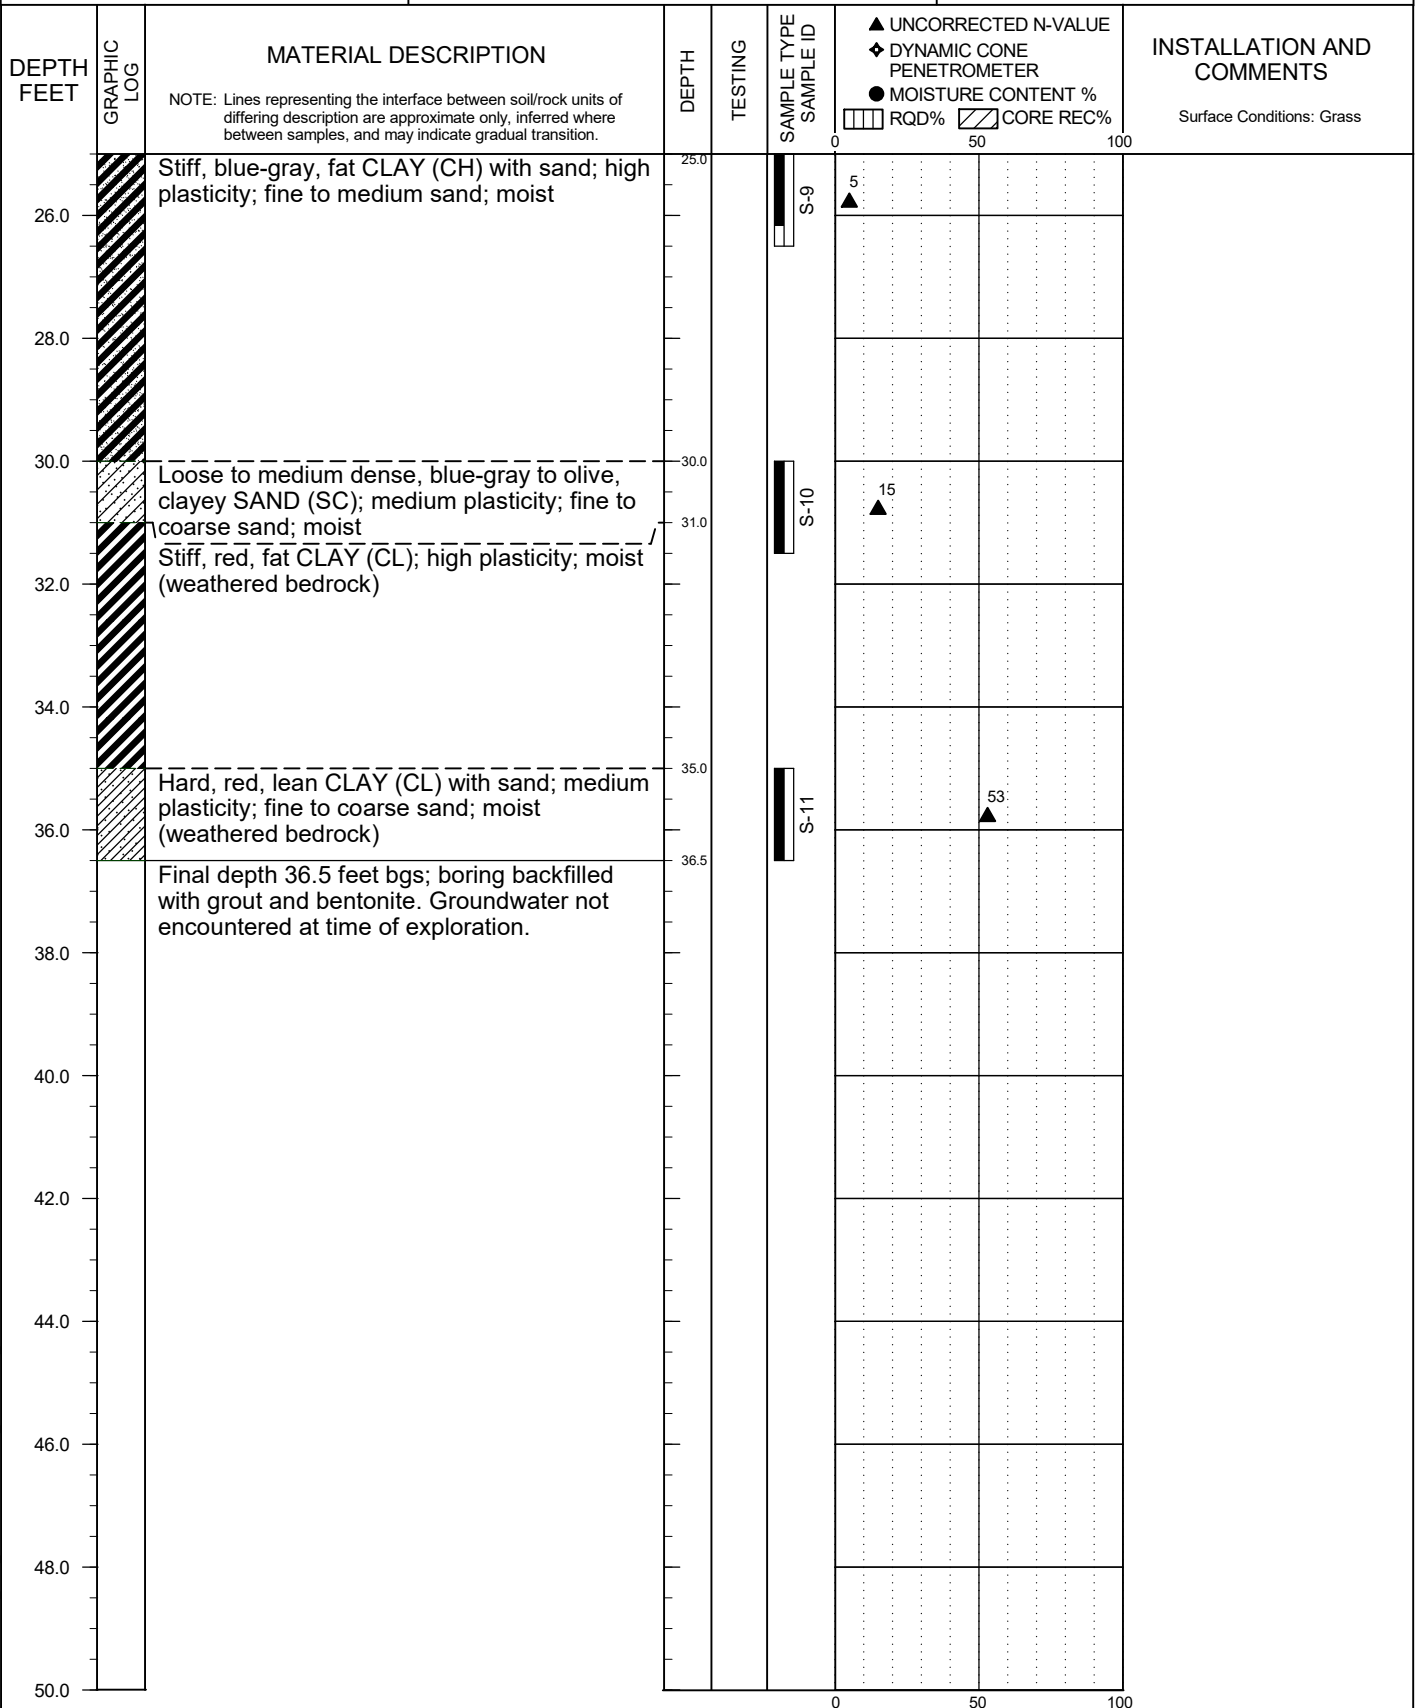 DEPTH
FEET
GRAPHIC
LOG
MATERIAL DESCRIPTION
NOTE: Lines representing the interface between soil/rock units of
differing description are approximate only, inferred where
between samples, and may indicate gradual transition.
DEPTH
TESTING
SAMPLE TYPE
SAMPLE ID
▲ UNCORRECTED N-VALUE
DYNAMIC CONE
PENETROMETER
● MOISTURE CONTENT %
RQD% CORE REC%
0 50 100
INSTALLATION AND
COMMENTS
Surface Conditions: Grass
Stiff, blue-gray, fat CLAY (CH) with sand; high
plasticity; fine to medium sand; moist
25.0
S-9
5
26.0
28.0
30.0
Loose to medium dense, blue-gray to olive,
clayey SAND (SC); medium plasticity; fine to
coarse sand; moist
30.0
S-10
15
31.0
Stiff, red, fat CLAY (CL); high plasticity; moist
(weathered bedrock)
32.0
34.0
Hard, red, lean CLAY (CL) with sand; medium
plasticity; fine to coarse sand; moist
(weathered bedrock)
35.0
S-11
53
36.0
36.5
Final depth 36.5 feet bgs; boring backfilled
with grout and bentonite. Groundwater not
encountered at time of exploration.
38.0
40.0
42.0
44.0
46.0
48.0
50.0
0 50 100